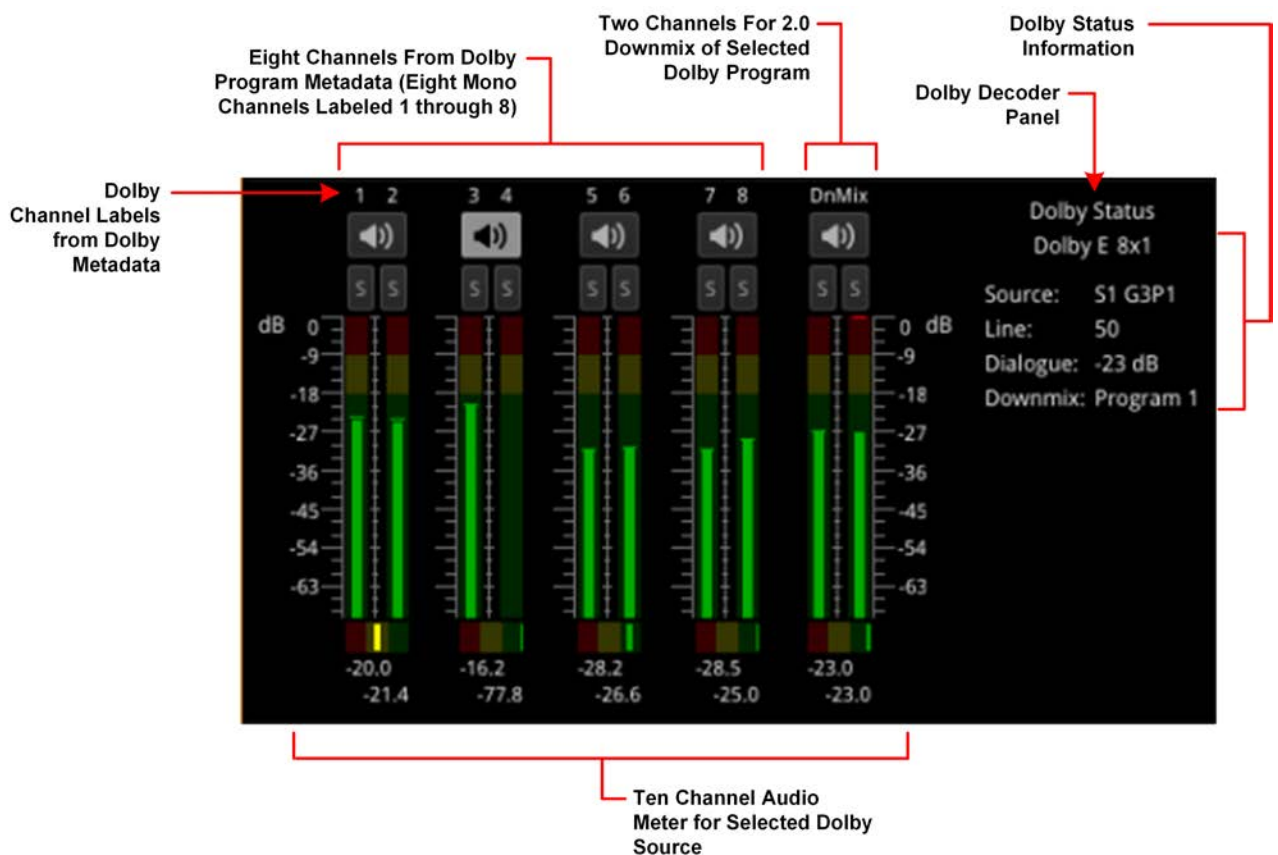 Two Channels For 2.0
Downmix of Selected
Dolby Program
Dolby Status
Information
Eight Channels From Dolby
Program Metadata (Eight Mono
Channels Labeled 1 through 8)
Dolby Decoder
Panel
Dolby
Channel Labels
from Dolby
Metadata
1 2 3 4 5 6 7 8 DnMix
S S S S S S S S S S
dB 0 0 dB
-9 -9
-18 -18
-27 -27
-36 -36
-45 -45
-54 -54
-63 -63
-20.0 -16.2 -28.2 -28.5 -23.0
-21.4 -77.8 -26.6 -25.0 -23.0
Dolby Status
Dolby E 8x1
Source: S1 G3P1
Line: 50
Dialogue: -23 dB
Downmix: Program 1
Ten Channel Audio
Meter for Selected Dolby
Source